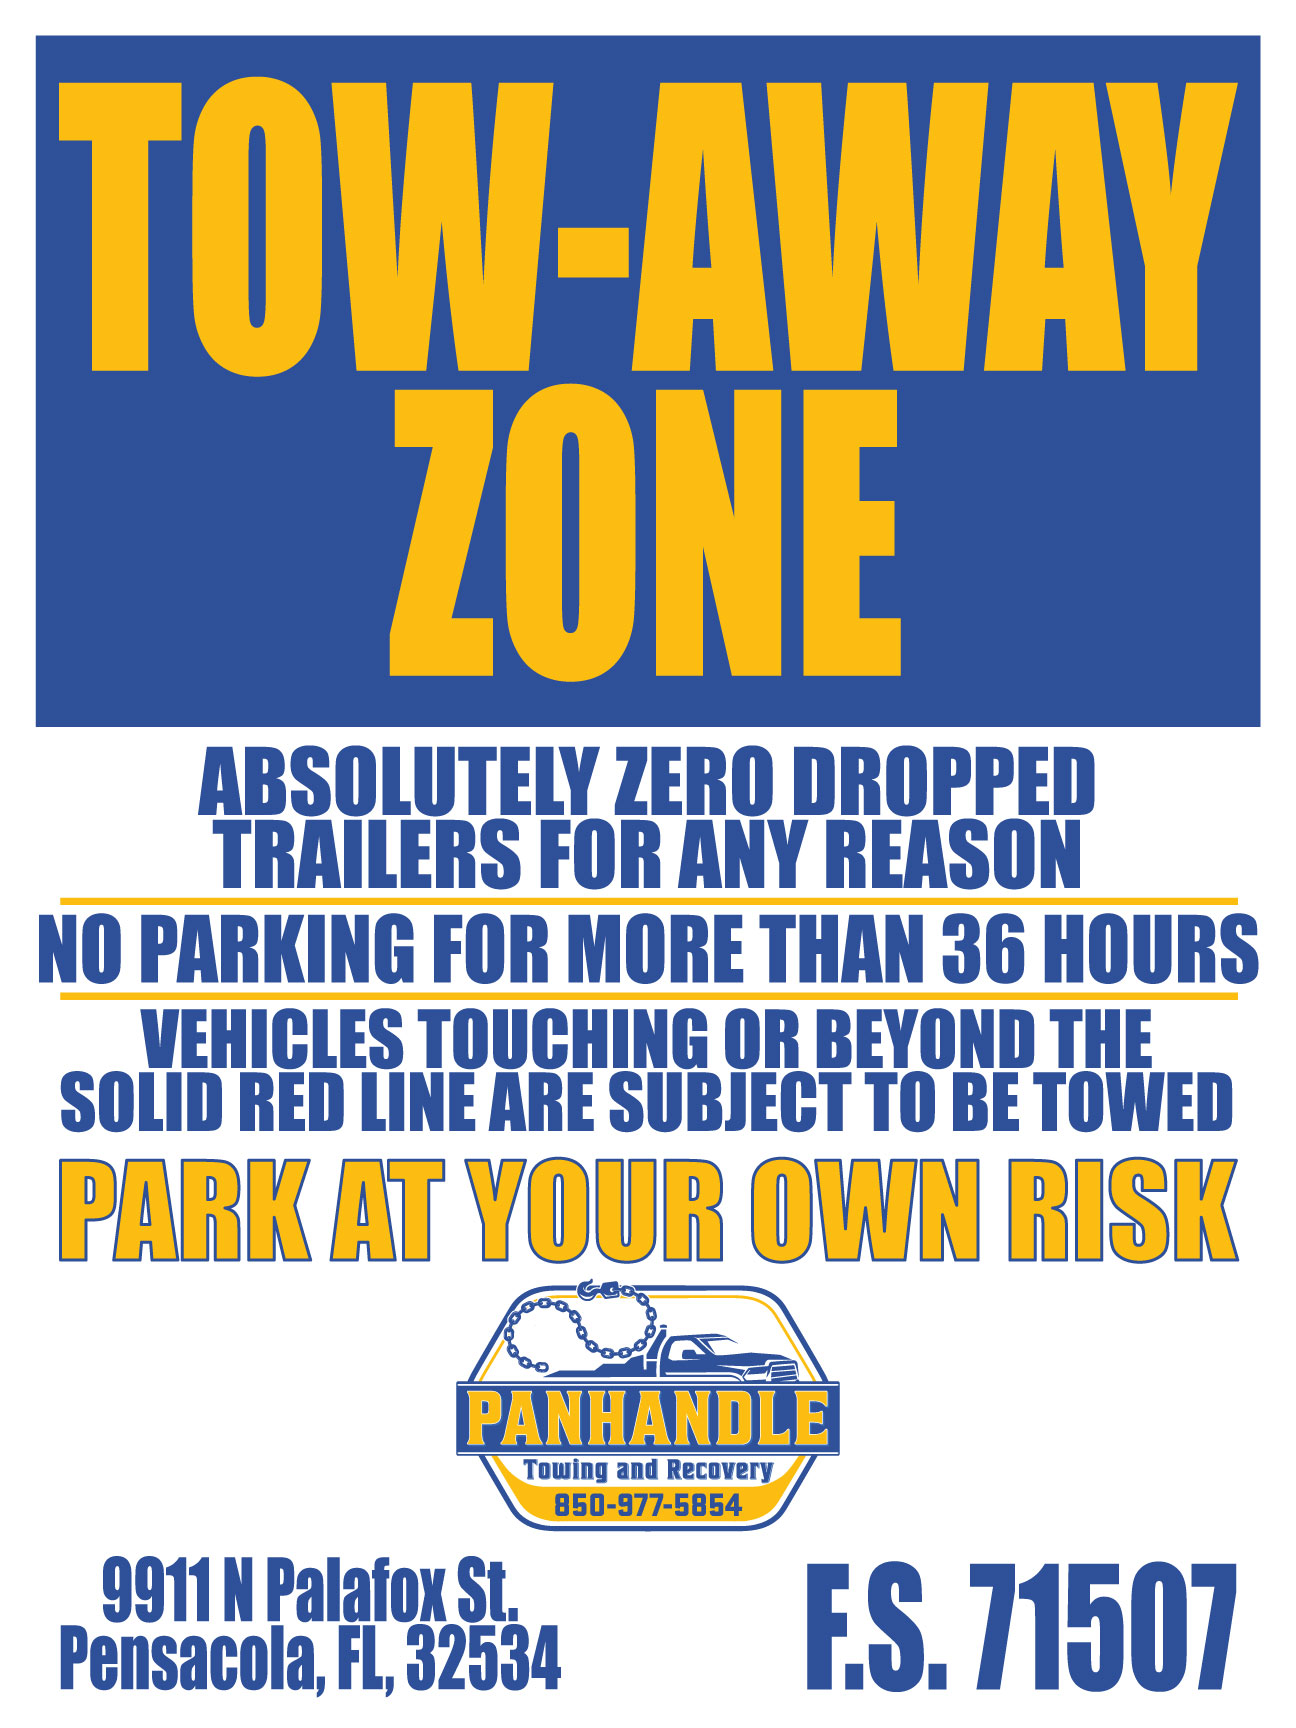 TOW-AWAY
ZONE
ABSOLUTELY ZERO DROPPED
TRAILERS FOR ANY REASON
NO PARKING FOR MORE THAN 36 HOURS
VEHICLES TOUCHING OR BEYOND THE
SOLID RED LINE ARE SUBJECT TO BE TOWED
PARK AT YOUR OWN RISK
PANHANDLE
Towing and Recovery
850-977-5854
9911 N Palafox St.
Pensacola, FL, 32534
F.S. 71507